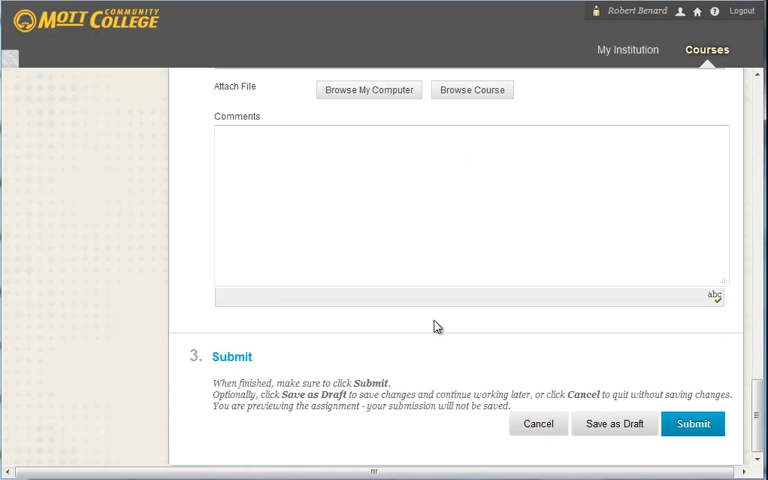 MOTT COMMUNITY COLLEGE
Robert Benard
Logout
My Institution
Courses
Attach File
Browse My Computer
Browse Course
Comments
abc
3. Submit
When finished, make sure to click Submit.
Optionally, click Save as Draft to save changes and continue working later, or click Cancel to quit without saving changes.
You are previewing the assignment - your submission will not be saved.
Cancel
Save as Draft
Submit